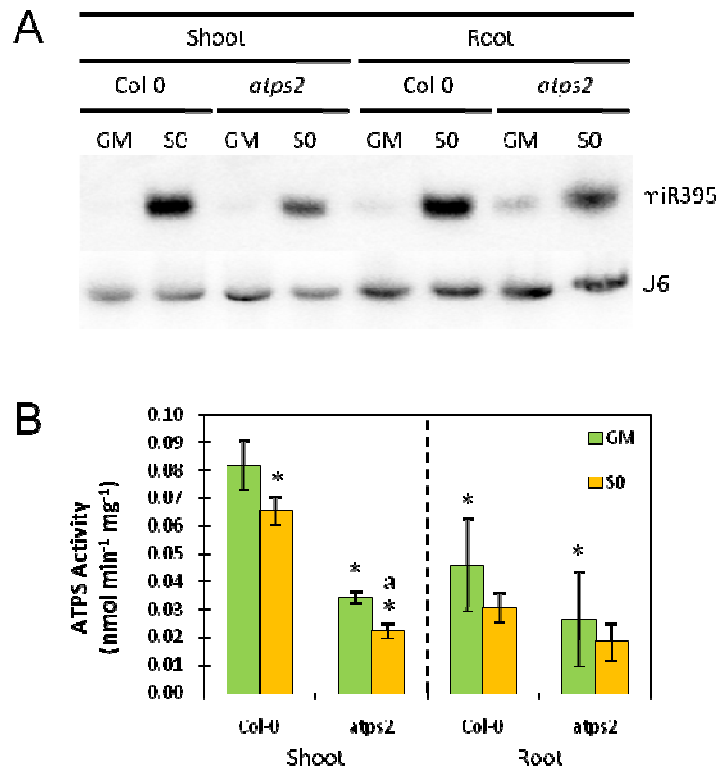 A
Shoot Root
Col 0 atps2 Col 0 atps2
GM S0 GM S0 GM S0 GM S0
miR395
J6
B
ATPS Activity
(nmol min⁻¹ mg⁻¹)
0.10
0.09
0.08
0.07
0.06
0.05
0.04
0.03
0.02
0.01
0.00
GM
S0
*
*
a
*
*
*
Col-0 atps2 Col-0 atps2
Shoot Root